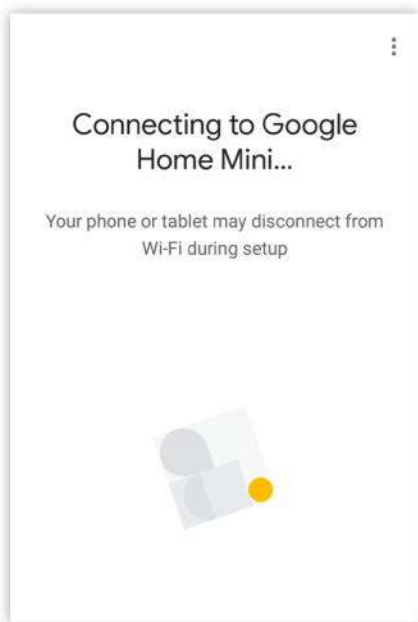 Connecting to Google
Home Mini...
Your phone or tablet may disconnect from
Wi-Fi during setup